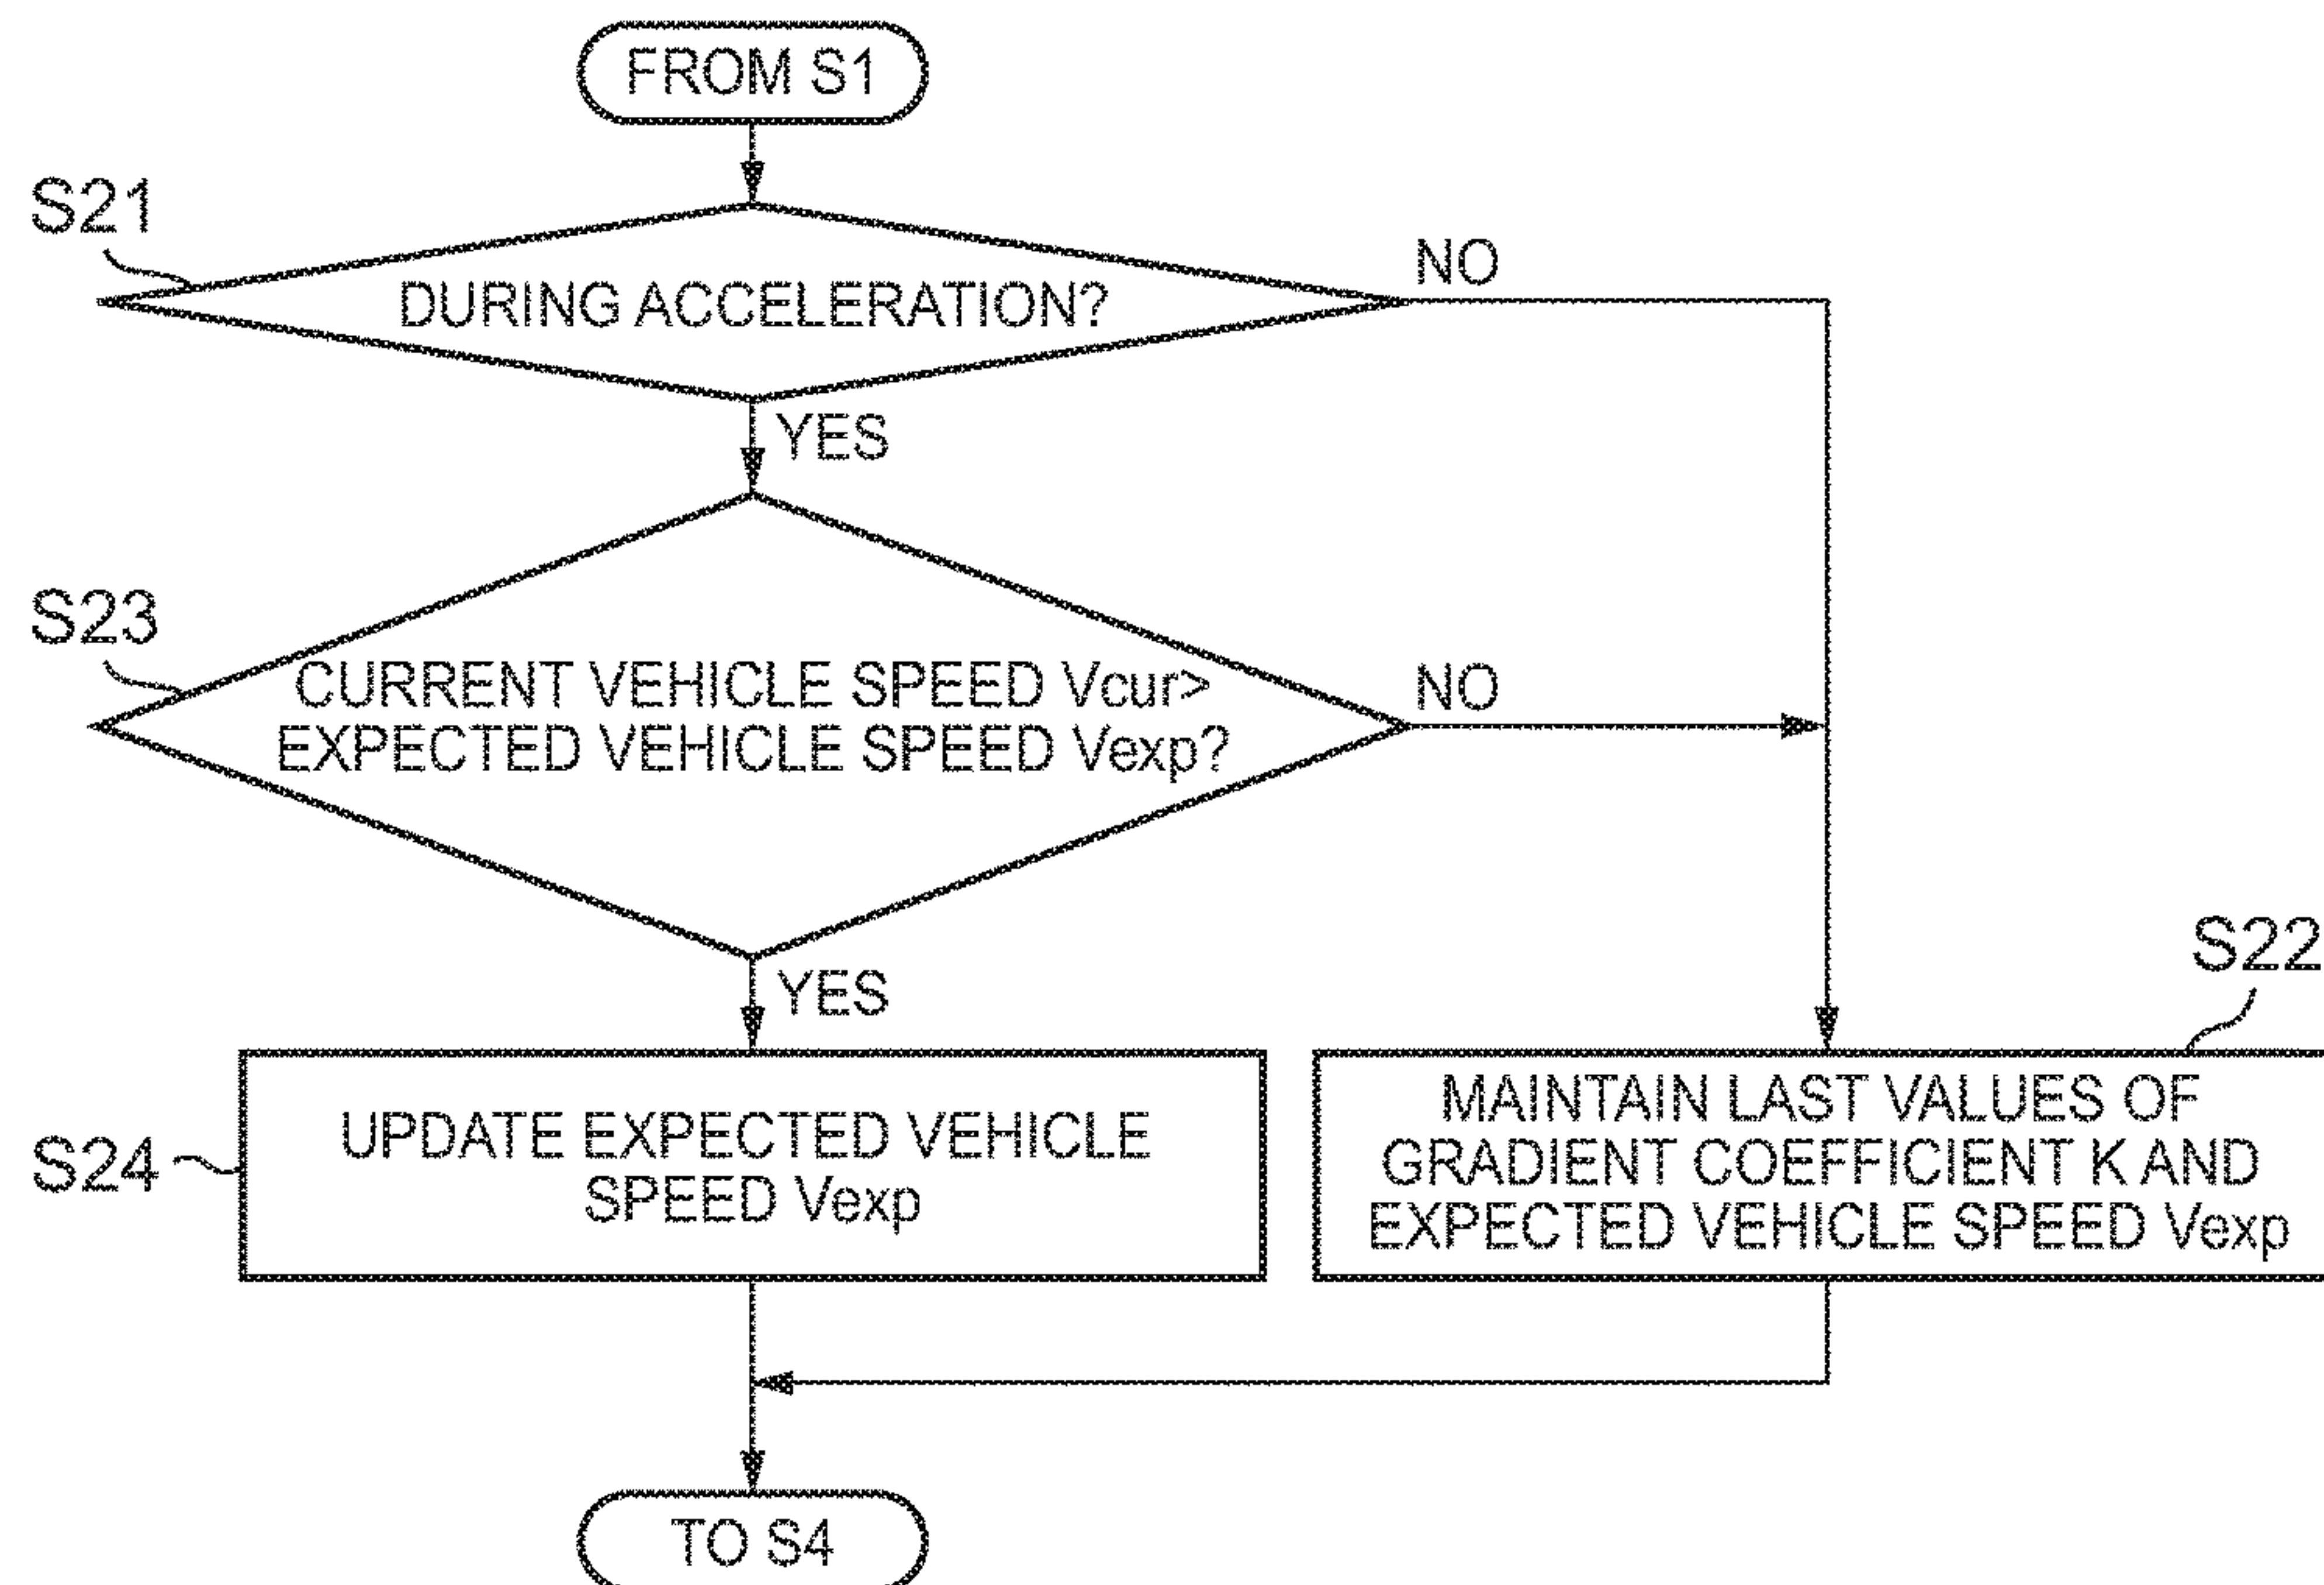 FROM S1
S21
DURING ACCELERATION?
NO
YES
S23
CURRENT VEHICLE SPEED Vcur>
EXPECTED VEHICLE SPEED Vexp?
NO
YES
S22
S24
UPDATE EXPECTED VEHICLE
SPEED Vexp
MAINTAIN LAST VALUES OF
GRADIENT COEFFICIENT K AND
EXPECTED VEHICLE SPEED Vexp
TO S4